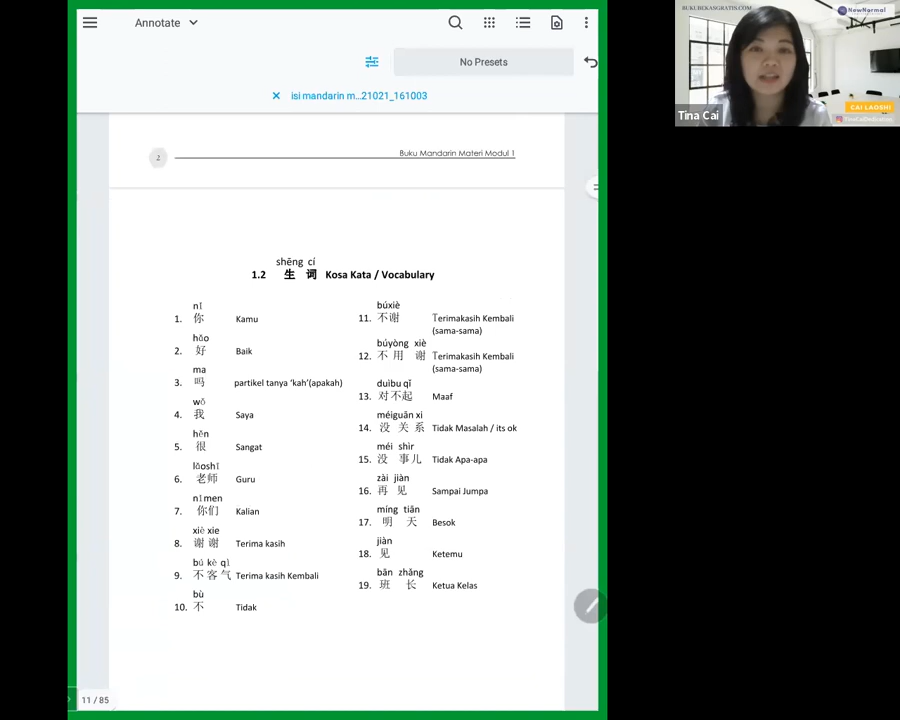 Annotate
No Presets
isi mandarin m...21021_161003
2
Buku Mandarin Materi Modul 1
shēng cí
1.2 生 词 Kosa Kata / Vocabulary
nǐ
1. 你 Kamu
hǎo
2. 好 Baik
ma
3. 吗 partikel tanya ‘kah’(apakah)
wǒ
4. 我 Saya
hěn
5. 很 Sangat
lǎoshī
6. 老师 Guru
nǐmen
7. 你们 Kalian
xiè xie
8. 谢 谢 Terima kasih
bú kè qì
9. 不 客 气 Terima kasih Kembali
bù
10. 不 Tidak
búxiè
11. 不谢 Terimakasih Kembali
(sama-sama)
búyòng xiè
12. 不 用 谢 Terimakasih Kembali
(sama-sama)
duìbu qǐ
13. 对 不起 Maaf
méiguān xi
14. 没 关 系 Tidak Masalah / its ok
méi shìr
15. 没 事儿 Tidak Apa-apa
zài jiàn
16. 再 见 Sampai Jumpa
míng tiān
17. 明 天 Besok
jiàn
18. 见 Ketemu
bān zhǎng
19. 班 长 Ketua Kelas
11 / 85
BUKUBEKASGRATIS.COM
NewNormal
CAI LAOSHI
Tina Cai